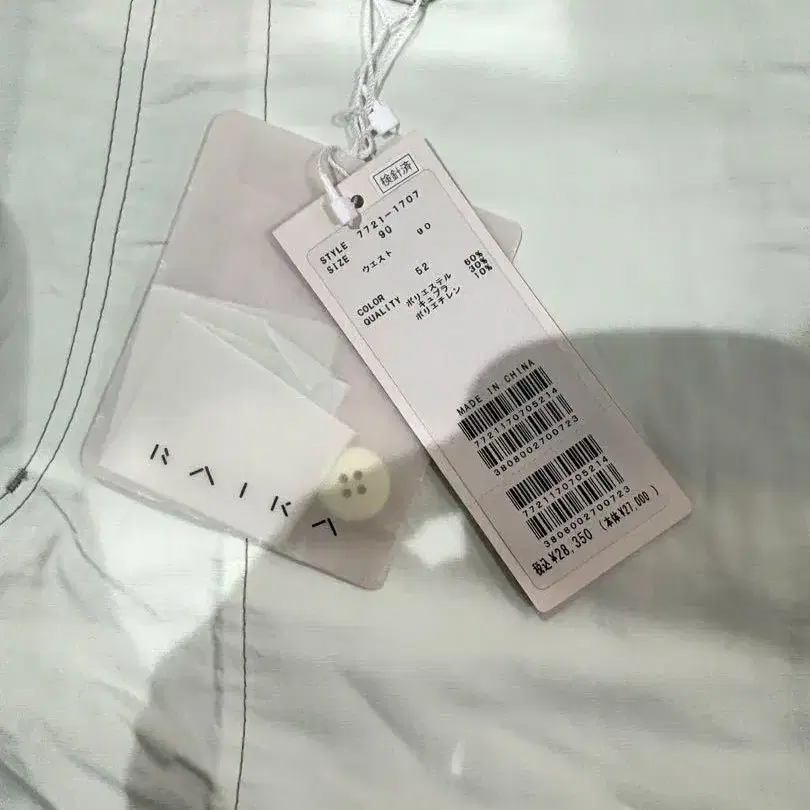 検針済
STYLE 7721-1707
SIZE 90 90
ウエスト
COLOR 52
QUALITY ポリエステル 60%
キュプラ 30%
ポリエチレン 10%
MADE IN CHINA
7721170705214
3808002700723
7721170705214
3808002700723
税込¥28,350 (本体¥27,000)
RAIKA